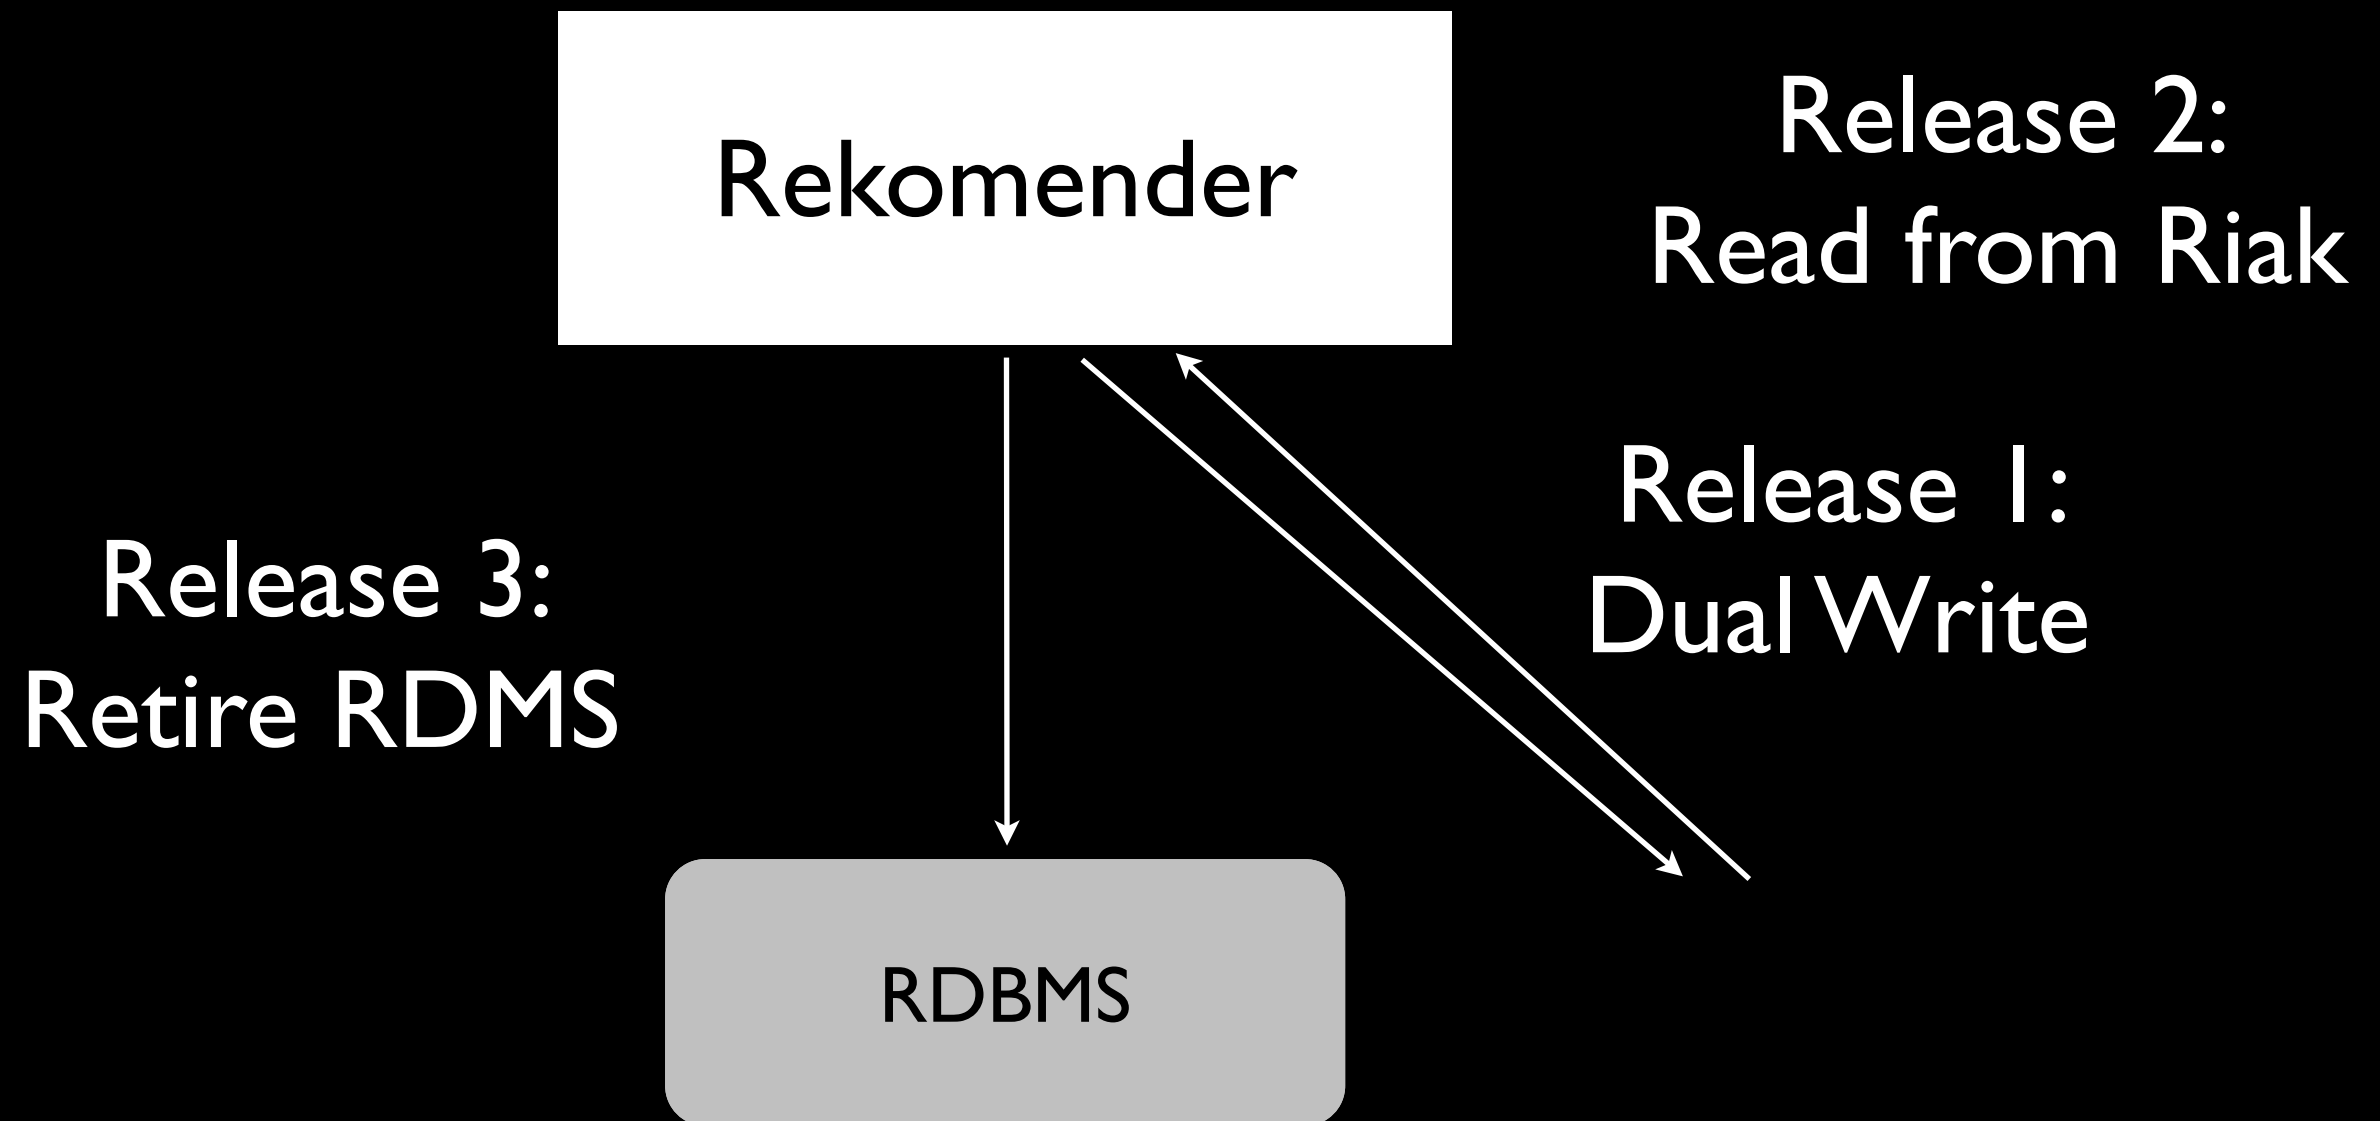 Rekomender
Release 2:
Read from Riak
Release 1:
Dual Write
Release 3:
Retire RDMS
RDBMS